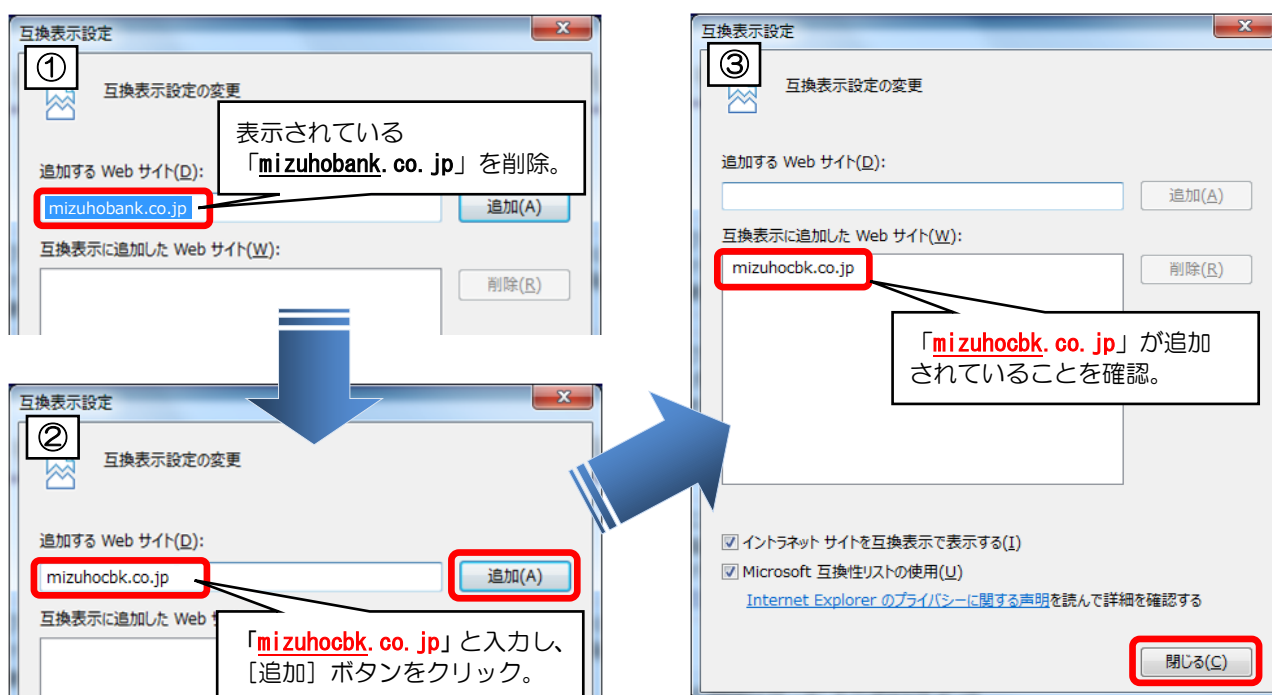 互換表示設定
①
互換表示設定の変更
表示されている
「mizuhobank.co.jp」を削除。
追加する Web サイト(D):
mizuhobank.co.jp
追加(A)
互換表示に追加した Web サイト(W):
削除(R)
互換表示設定
②
互換表示設定の変更
追加する Web サイト(D):
mizuhocbk.co.jp
追加(A)
互換表示に追加した Web
「mizuhocbk.co.jp」と入力し、
［追加］ボタンをクリック。
互換表示設定
③
互換表示設定の変更
追加する Web サイト(D):
追加(A)
互換表示に追加した Web サイト(W):
mizuhocbk.co.jp
削除(R)
「mizuhocbk.co.jp」が追加
されていることを確認。
イントラネット サイトを互換表示で表示する(I)
Microsoft 互換性リストの使用(U)
Internet Explorer のプライバシーに関する声明を読んで詳細を確認する
閉じる(C)